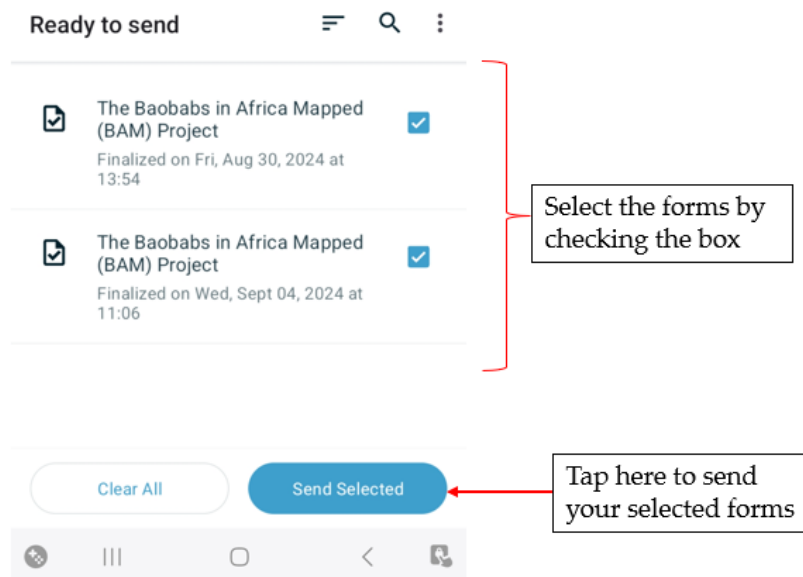 Ready to send
The Baobabs in Africa Mapped
(BAM) Project
Finalized on Fri, Aug 30, 2024 at
13:54
The Baobabs in Africa Mapped
(BAM) Project
Finalized on Wed, Sept 04, 2024 at
11:06
Select the forms by
checking the box
Clear All
Send Selected
Tap here to send
your selected forms